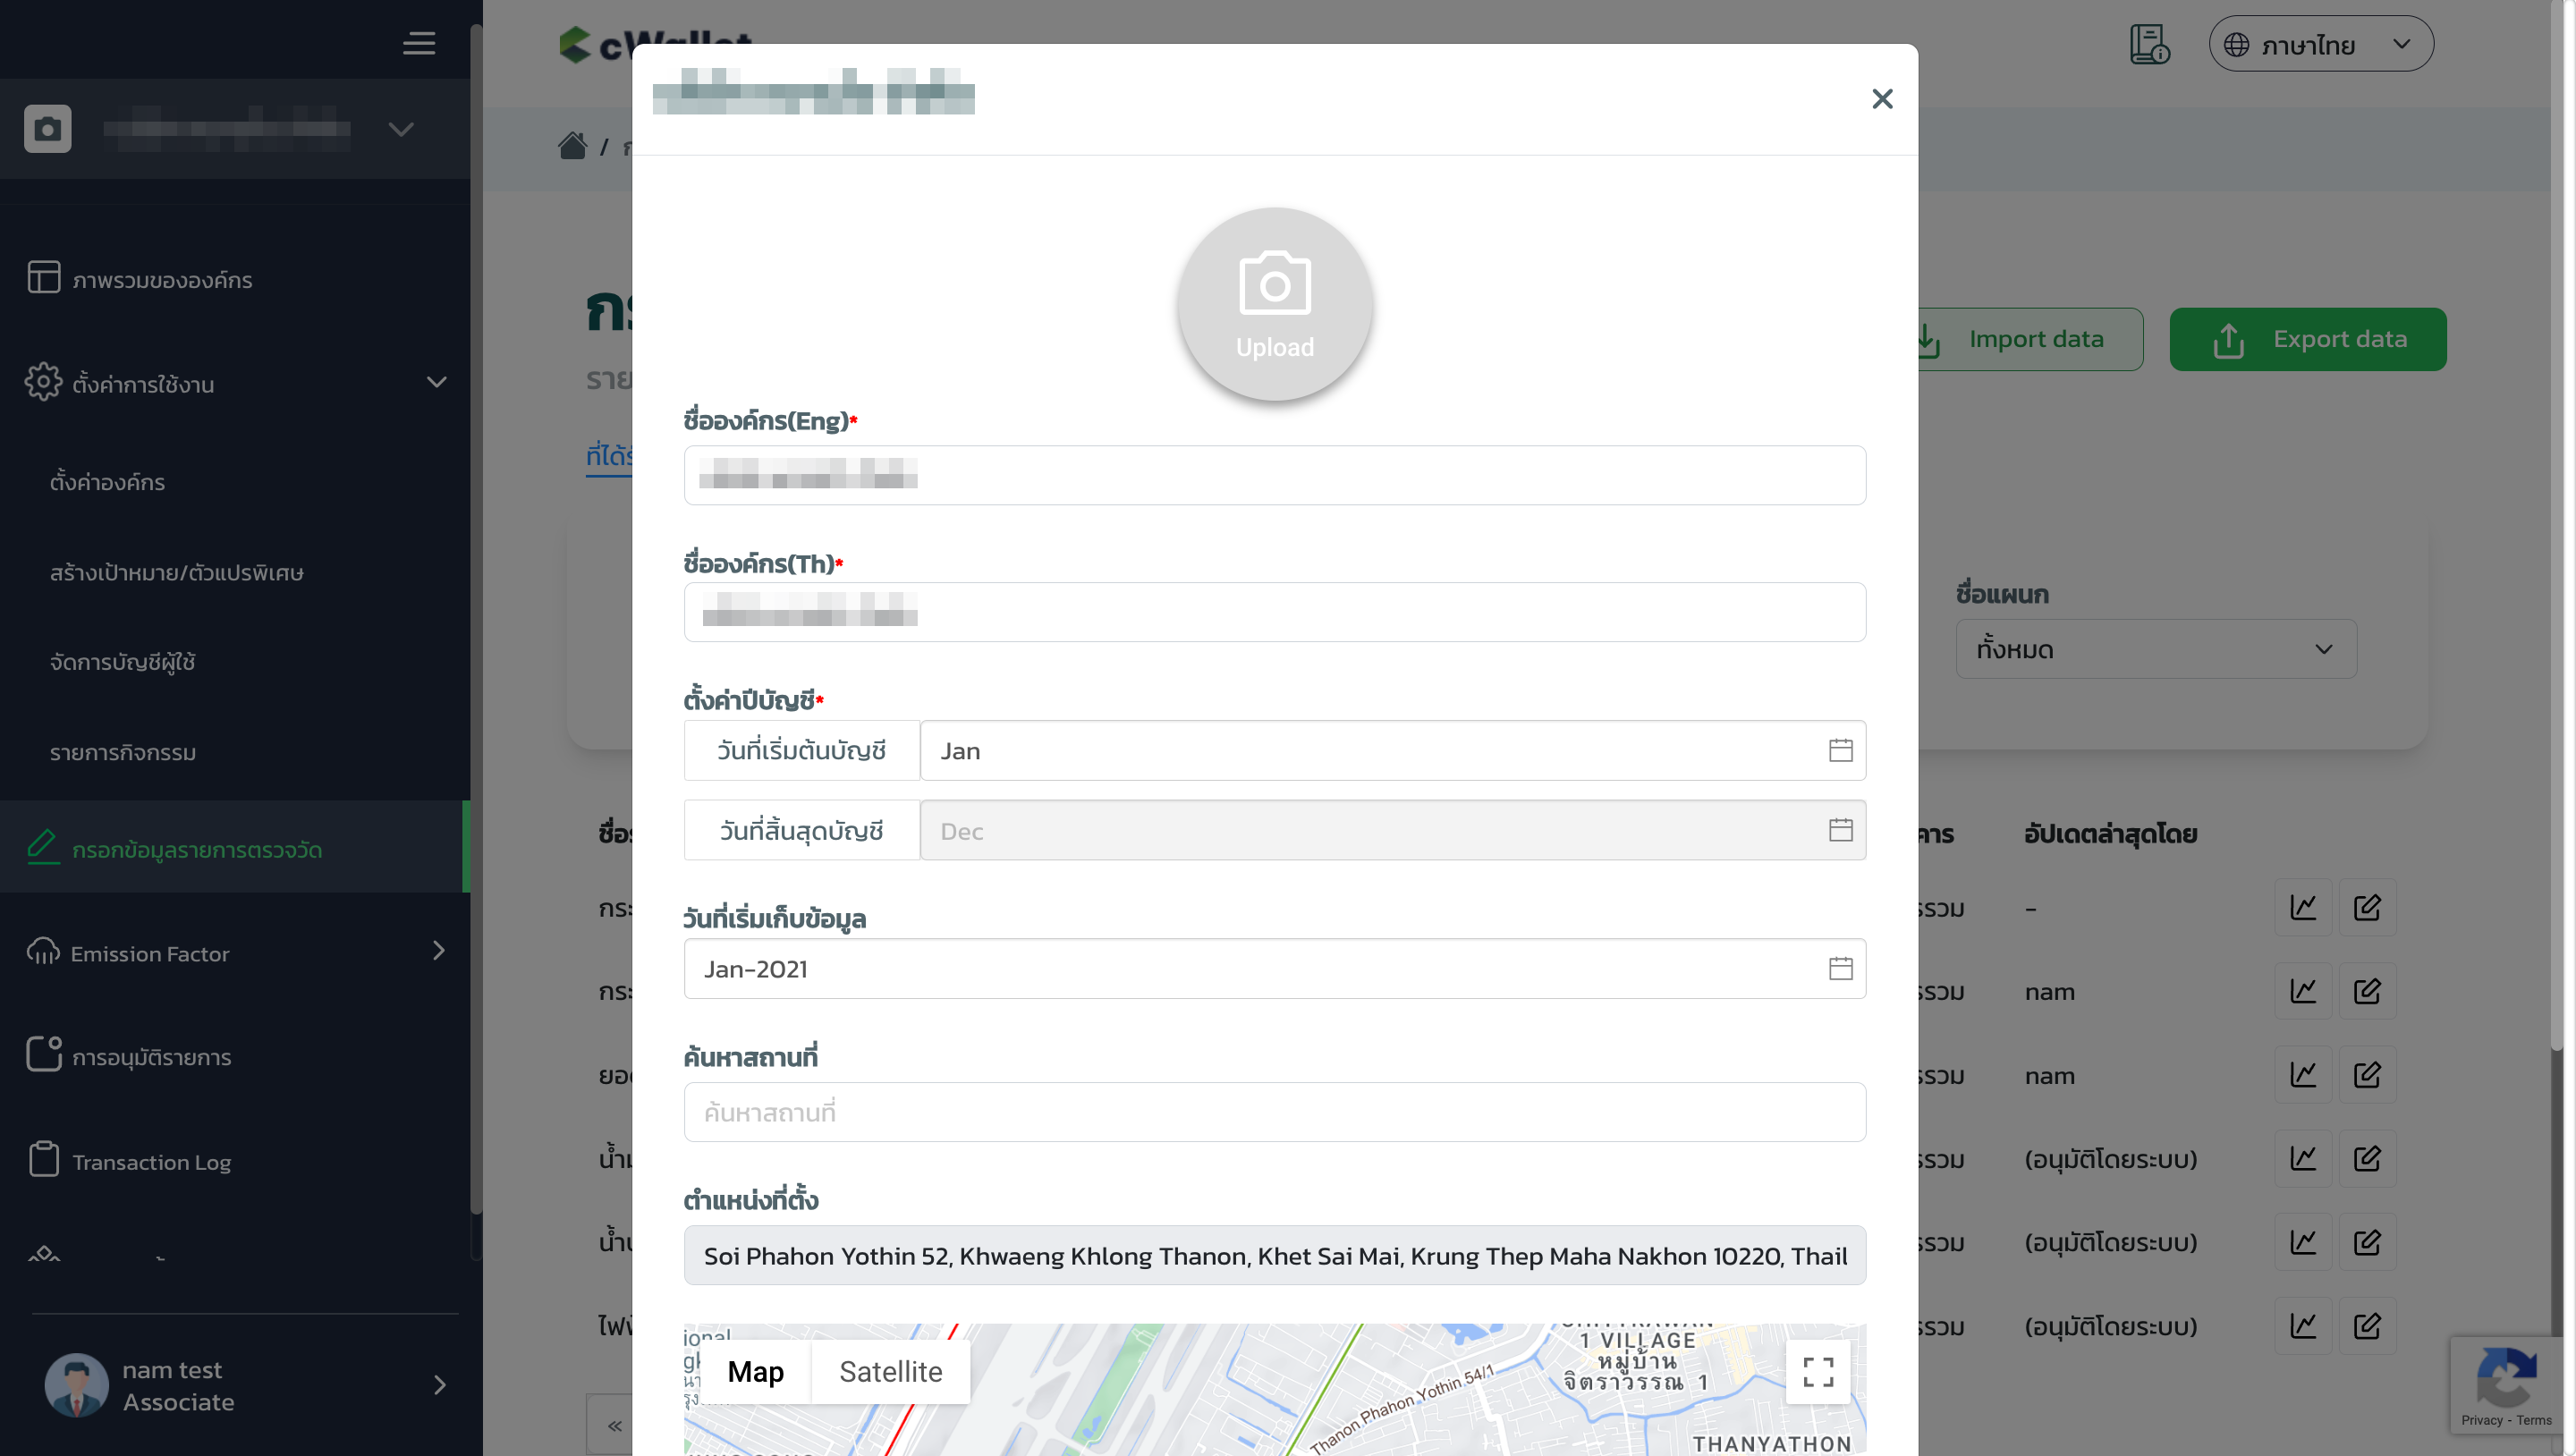 cWallet
ภาษาไทย
/
Upload
Import data
Export data
ชื่อองค์กร(Eng)*
ชื่อองค์กร(Th)*
ตั้งค่าปีบัญชี*
วันที่เริ่มต้นบัญชี
Jan
วันที่สิ้นสุดบัญชี
Dec
วันที่เริ่มเก็บข้อมูล
Jan-2021
ค้นหาสถานที่
ค้นหาสถานที่
ตำแหน่งที่ตั้ง
Soi Phahon Yothin 52, Khwaeng Khlong Thanon, Khet Sai Mai, Krung Thep Maha Nakhon 10220, Thail
Map
Satellite
Thanon Phahon Yothin 54/1
1 VILLAGE
หมู่บ้าน
จิตราวรรณ 1
THANYATHON
ภาพรวมขององค์กร
ตั้งค่าการใช้งาน
ตั้งค่าองค์กร
สร้างเป้าหมาย/ตัวแปรพิเศษ
จัดการบัญชีผู้ใช้
รายการกิจกรรม
กรอกข้อมูลรายการตรวจวัด
Emission Factor
การอนุมัติรายการ
Transaction Log
nam test
Associate
ชื่อแผนก
ทั้งหมด
อัปเดตล่าสุดโดย
-
nam
nam
(อนุมัติโดยระบบ)
(อนุมัติโดยระบบ)
(อนุมัติโดยระบบ)
«
Privacy - Terms